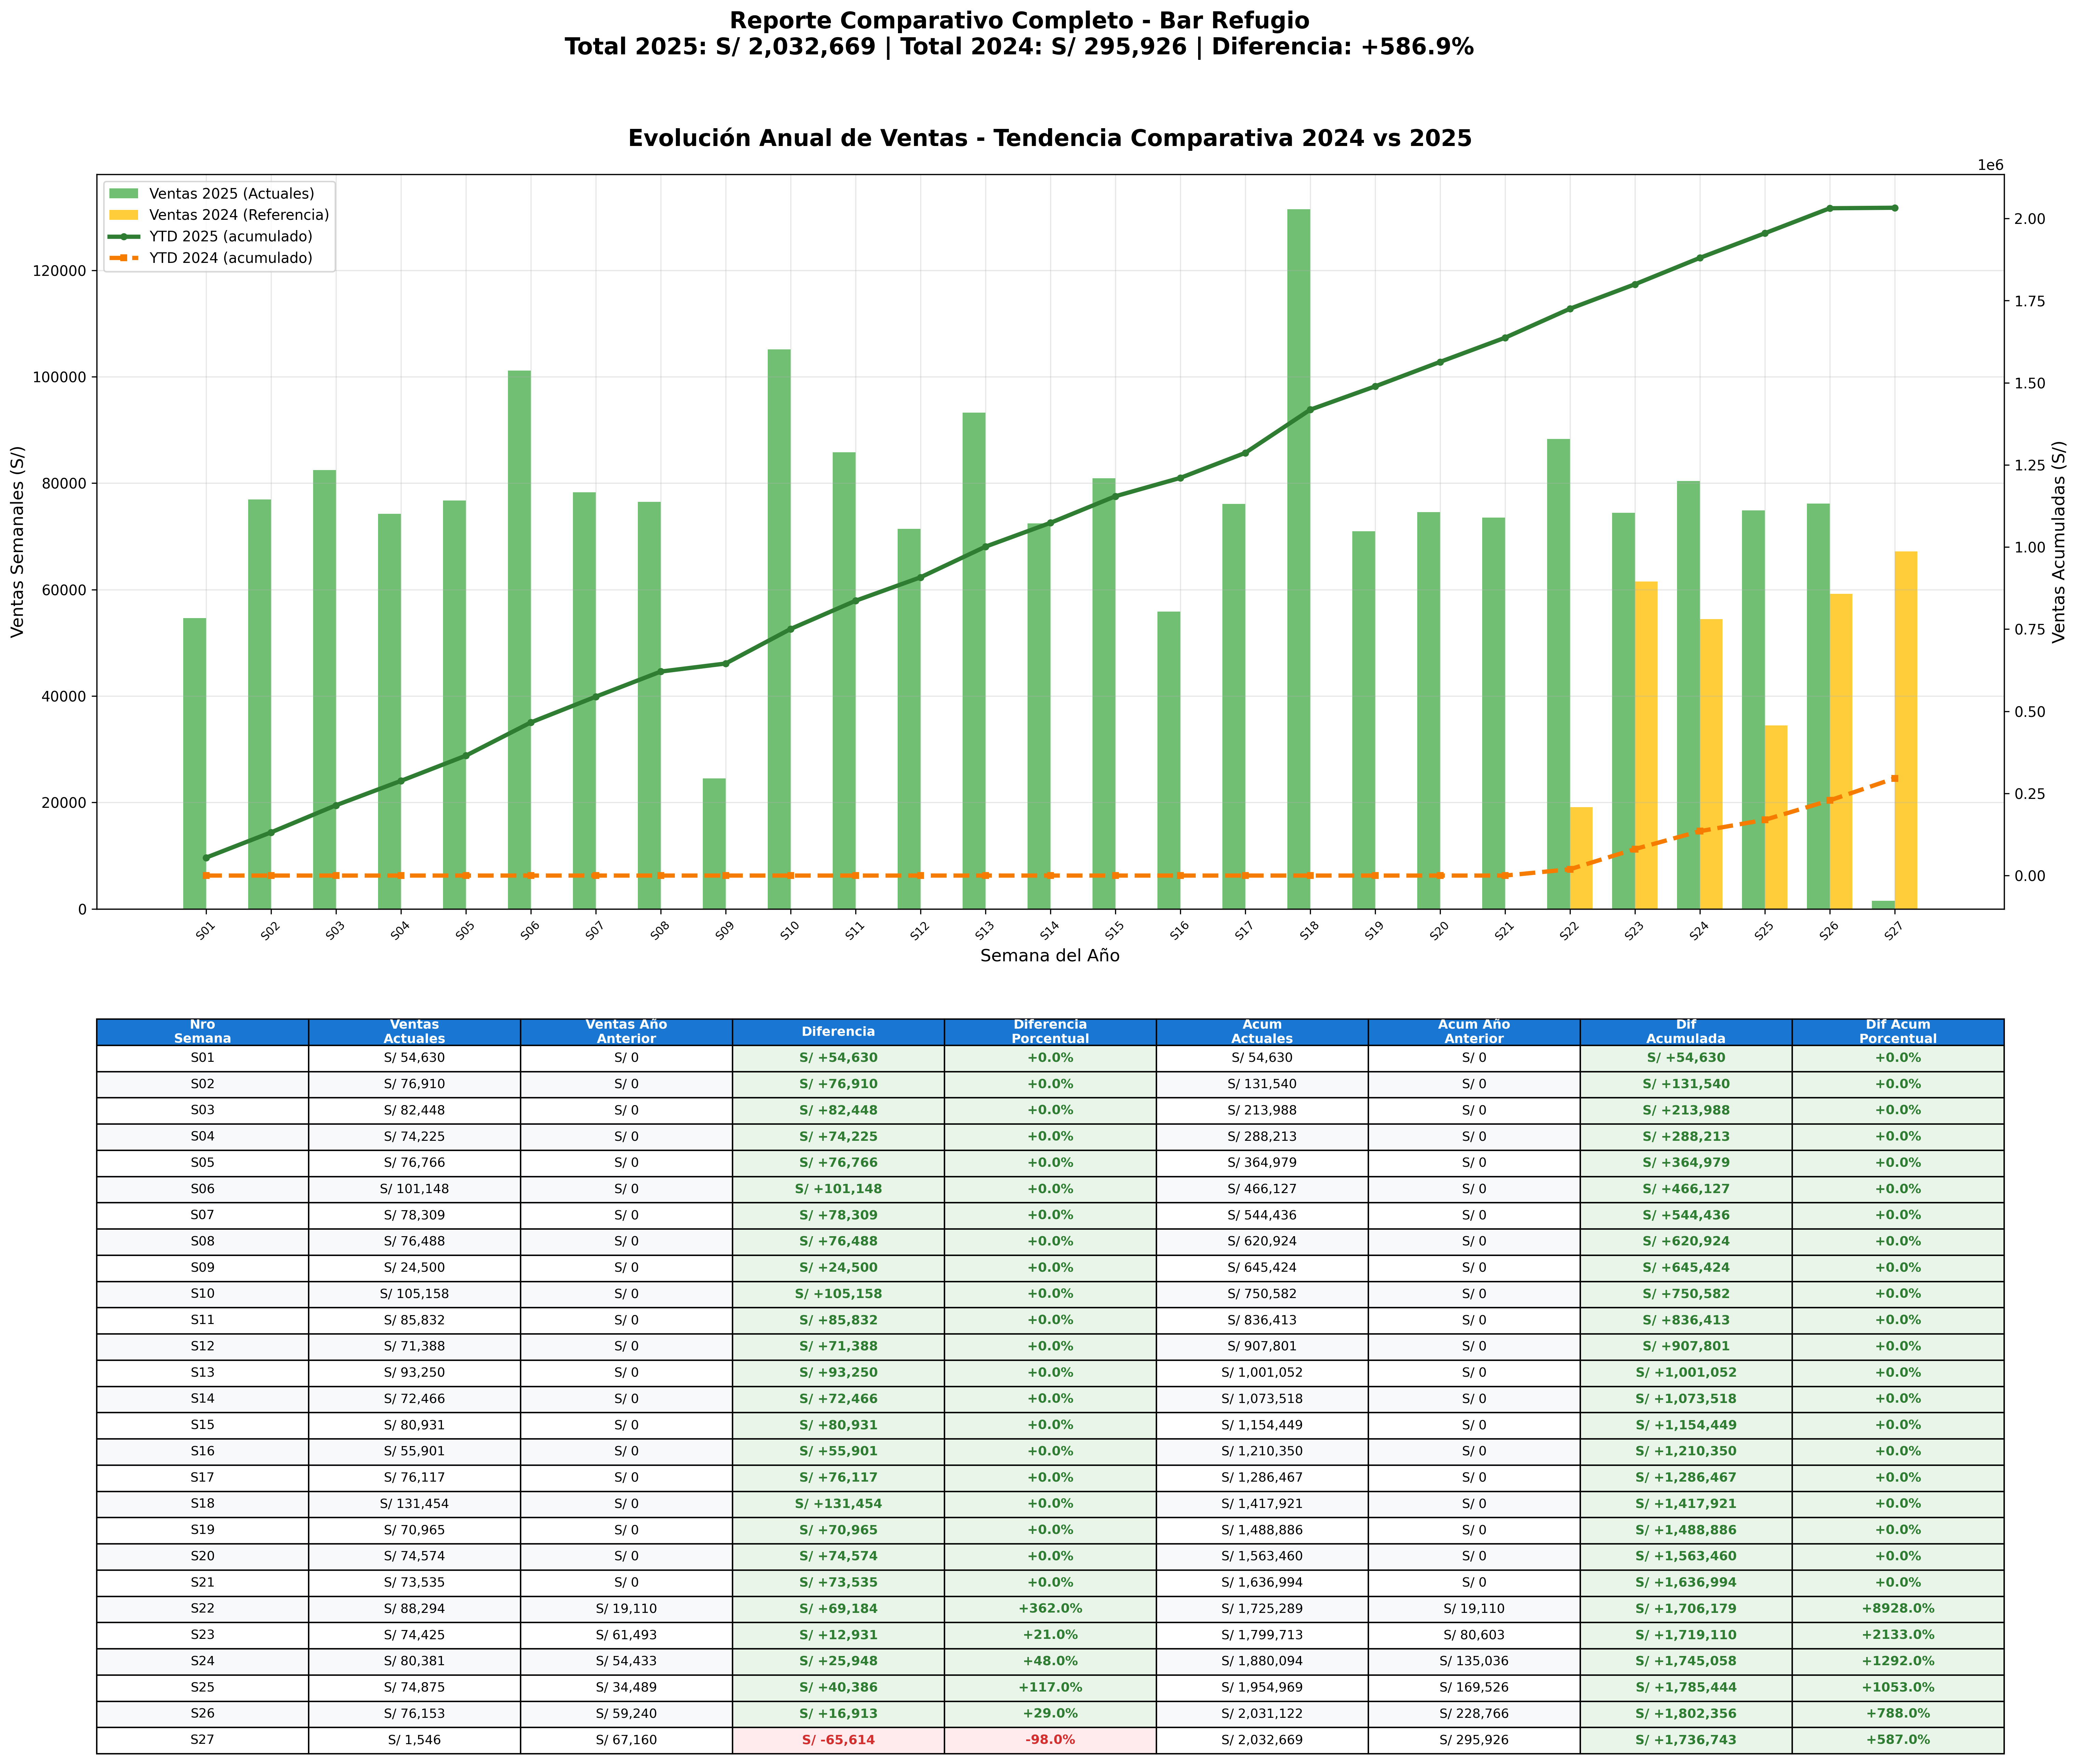 Reporte Comparativo Completo - Bar Refugio
Total 2025: S/ 2,032,669 | Total 2024: S/ 295,926 | Diferencia: +586.9%
Evolución Anual de Ventas - Tendencia Comparativa 2024 vs 2025
1e6
Ventas 2025 (Actuales)
Ventas 2024 (Referencia)
YTD 2025 (acumulado)
YTD 2024 (acumulado)
Ventas Semanales (S/)
120000
100000
80000
60000
40000
20000
0
2.00
1.75
1.50
1.25
1.00
0.75
0.50
0.25
0.00
Ventas Acumuladas (S/)
S01 S02 S03 S04 S05 S06 S07 S08 S09 S10 S11 S12 S13 S14 S15 S16 S17 S18 S19 S20 S21 S22 S23 S24 S25 S26 S27
Semana del Año
Nro Semana | Ventas Actuales | Ventas Año Anterior | Diferencia | Diferencia Porcentual | Acum Actuales | Acum Año Anterior | Dif Acumulada | Dif Acum Porcentual
S01 S/ 54,630 S/ 0 S/ +54,630 +0.0% S/ 54,630 S/ 0 S/ +54,630 +0.0%
S02 S/ 76,910 S/ 0 S/ +76,910 +0.0% S/ 131,540 S/ 0 S/ +131,540 +0.0%
S03 S/ 82,448 S/ 0 S/ +82,448 +0.0% S/ 213,988 S/ 0 S/ +213,988 +0.0%
S04 S/ 74,225 S/ 0 S/ +74,225 +0.0% S/ 288,213 S/ 0 S/ +288,213 +0.0%
S05 S/ 76,766 S/ 0 S/ +76,766 +0.0% S/ 364,979 S/ 0 S/ +364,979 +0.0%
S06 S/ 101,148 S/ 0 S/ +101,148 +0.0% S/ 466,127 S/ 0 S/ +466,127 +0.0%
S07 S/ 78,309 S/ 0 S/ +78,309 +0.0% S/ 544,436 S/ 0 S/ +544,436 +0.0%
S08 S/ 76,488 S/ 0 S/ +76,488 +0.0% S/ 620,924 S/ 0 S/ +620,924 +0.0%
S09 S/ 24,500 S/ 0 S/ +24,500 +0.0% S/ 645,424 S/ 0 S/ +645,424 +0.0%
S10 S/ 105,158 S/ 0 S/ +105,158 +0.0% S/ 750,582 S/ 0 S/ +750,582 +0.0%
S11 S/ 85,832 S/ 0 S/ +85,832 +0.0% S/ 836,413 S/ 0 S/ +836,413 +0.0%
S12 S/ 71,388 S/ 0 S/ +71,388 +0.0% S/ 907,801 S/ 0 S/ +907,801 +0.0%
S13 S/ 93,250 S/ 0 S/ +93,250 +0.0% S/ 1,001,052 S/ 0 S/ +1,001,052 +0.0%
S14 S/ 72,466 S/ 0 S/ +72,466 +0.0% S/ 1,073,518 S/ 0 S/ +1,073,518 +0.0%
S15 S/ 80,931 S/ 0 S/ +80,931 +0.0% S/ 1,154,449 S/ 0 S/ +1,154,449 +0.0%
S16 S/ 55,901 S/ 0 S/ +55,901 +0.0% S/ 1,210,350 S/ 0 S/ +1,210,350 +0.0%
S17 S/ 76,117 S/ 0 S/ +76,117 +0.0% S/ 1,286,467 S/ 0 S/ +1,286,467 +0.0%
S18 S/ 131,454 S/ 0 S/ +131,454 +0.0% S/ 1,417,921 S/ 0 S/ +1,417,921 +0.0%
S19 S/ 70,965 S/ 0 S/ +70,965 +0.0% S/ 1,488,886 S/ 0 S/ +1,488,886 +0.0%
S20 S/ 74,574 S/ 0 S/ +74,574 +0.0% S/ 1,563,460 S/ 0 S/ +1,563,460 +0.0%
S21 S/ 73,535 S/ 0 S/ +73,535 +0.0% S/ 1,636,994 S/ 0 S/ +1,636,994 +0.0%
S22 S/ 88,294 S/ 19,110 S/ +69,184 +362.0% S/ 1,725,289 S/ 19,110 S/ +1,706,179 +8928.0%
S23 S/ 74,425 S/ 61,493 S/ +12,931 +21.0% S/ 1,799,713 S/ 80,603 S/ +1,719,110 +2133.0%
S24 S/ 80,381 S/ 54,433 S/ +25,948 +48.0% S/ 1,880,094 S/ 135,036 S/ +1,745,058 +1292.0%
S25 S/ 74,875 S/ 34,489 S/ +40,386 +117.0% S/ 1,954,969 S/ 169,526 S/ +1,785,444 +1053.0%
S26 S/ 76,153 S/ 59,240 S/ +16,913 +29.0% S/ 2,031,122 S/ 228,766 S/ +1,802,356 +788.0%
S27 S/ 1,546 S/ 67,160 S/ -65,614 -98.0% S/ 2,032,669 S/ 295,926 S/ +1,736,743 +587.0%